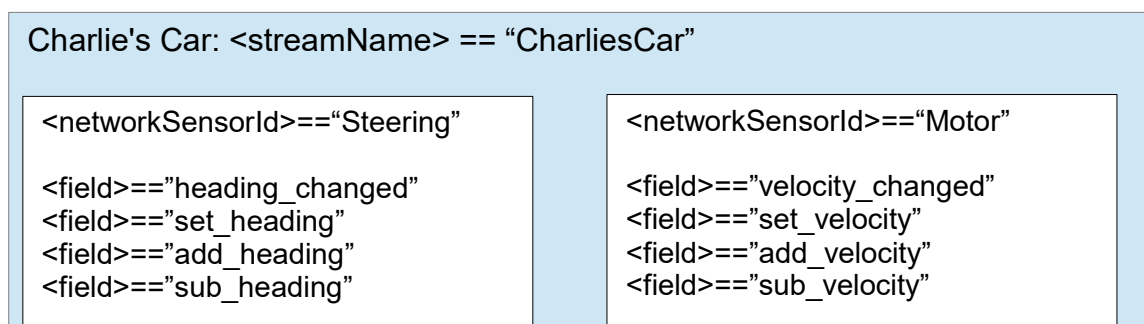 Charlie's Car: <streamName> == “CharliesCar”
<networkSensorId>==“Steering”
<field>==”heading_changed”
<field>==”set_heading”
<field>==”add_heading”
<field>==”sub_heading”
<networkSensorId>==“Motor”
<field>==”velocity_changed”
<field>==”set_velocity”
<field>==”add_velocity”
<field>==”sub_velocity”